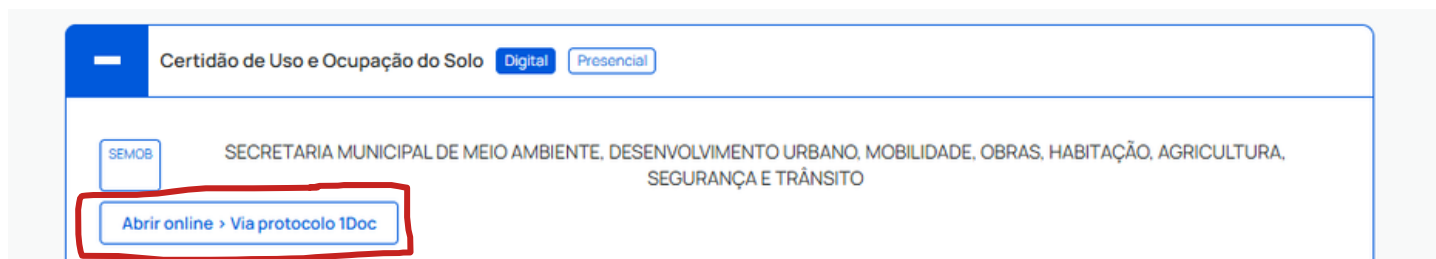 Certidão de Uso e Ocupação do Solo Digital Presencial
SEMOB
SECRETARIA MUNICIPAL DE MEIO AMBIENTE, DESENVOLVIMENTO URBANO, MOBILIDADE, OBRAS, HABITAÇÃO, AGRICULTURA,
SEGURANÇA E TRÂNSITO
Abrir online > Via protocolo 1Doc